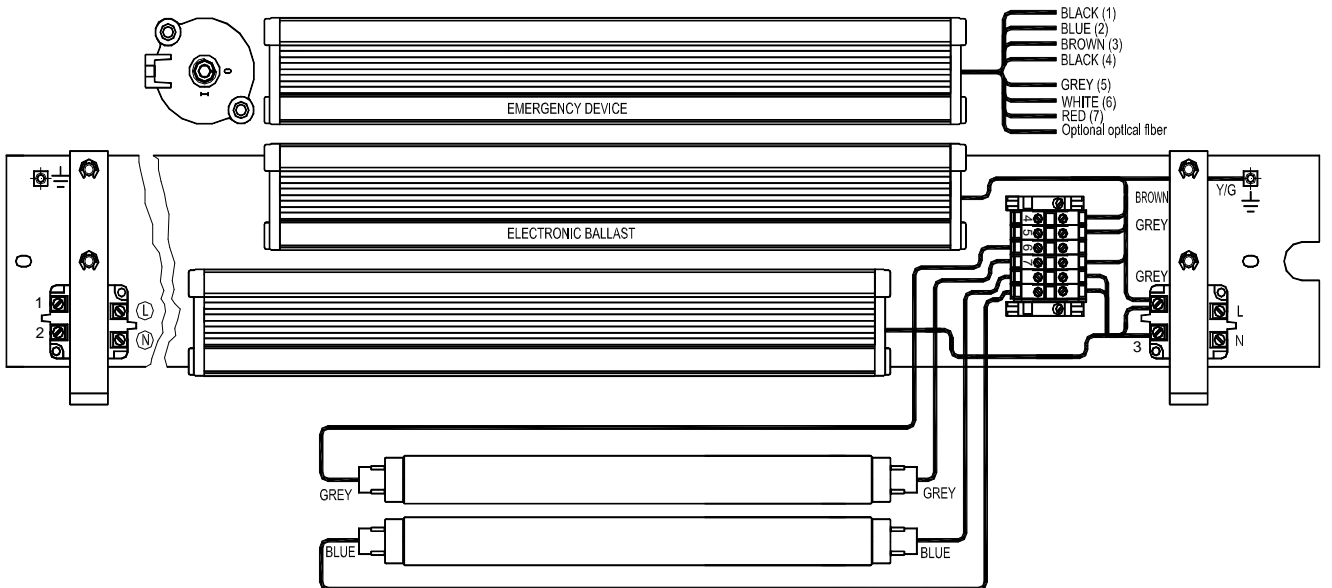 BLACK (1)
BLUE (2)
BROWN (3)
BLACK (4)
GREY (5)
WHITE (6)
RED (7)
Optional optical fiber
O
I
EMERGENCY DEVICE
ELECTRONIC BALLAST
Y/G
BROWN
GREY
GREY
4
5
6
7
1
2
L
N
3
L
N
GREY
GREY
BLUE
BLUE